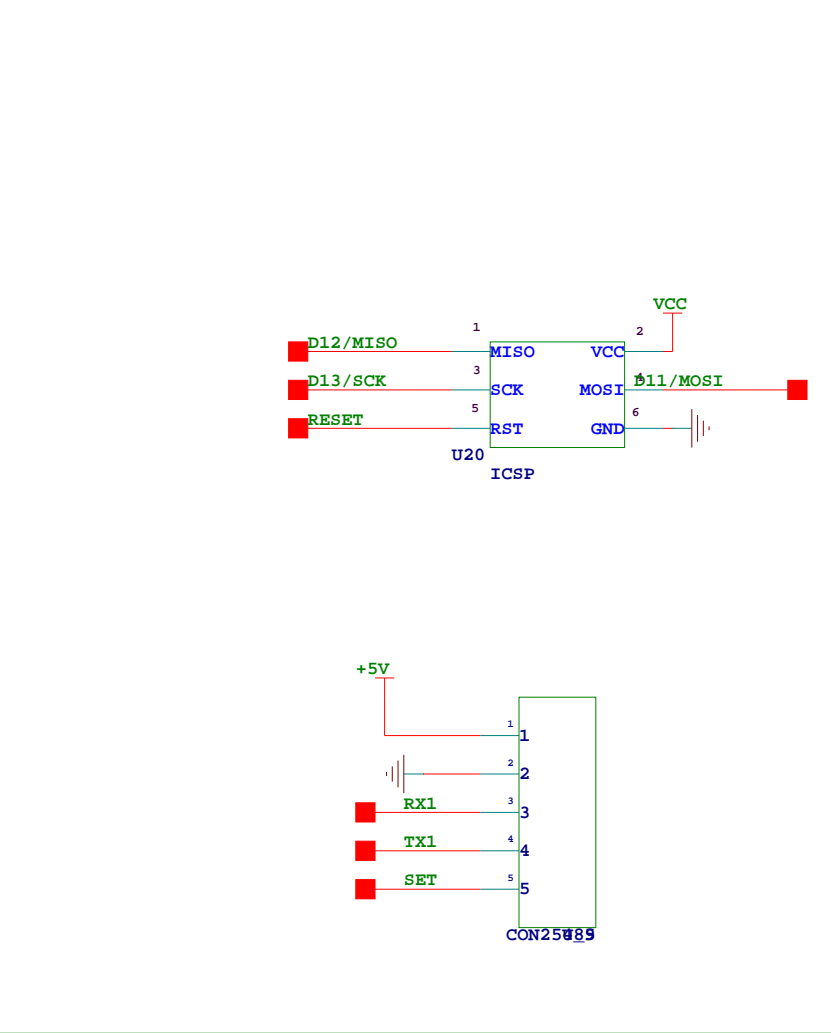 VCC
1 2
D12/MISO MISO VCC
3 4
D13/SCK SCK MOSI D11/MOSI
5 6
RESET RST GND
U20
ICSP
+5V
1
1
2
2
RX1 3
3
TX1 4
4
SET 5
5